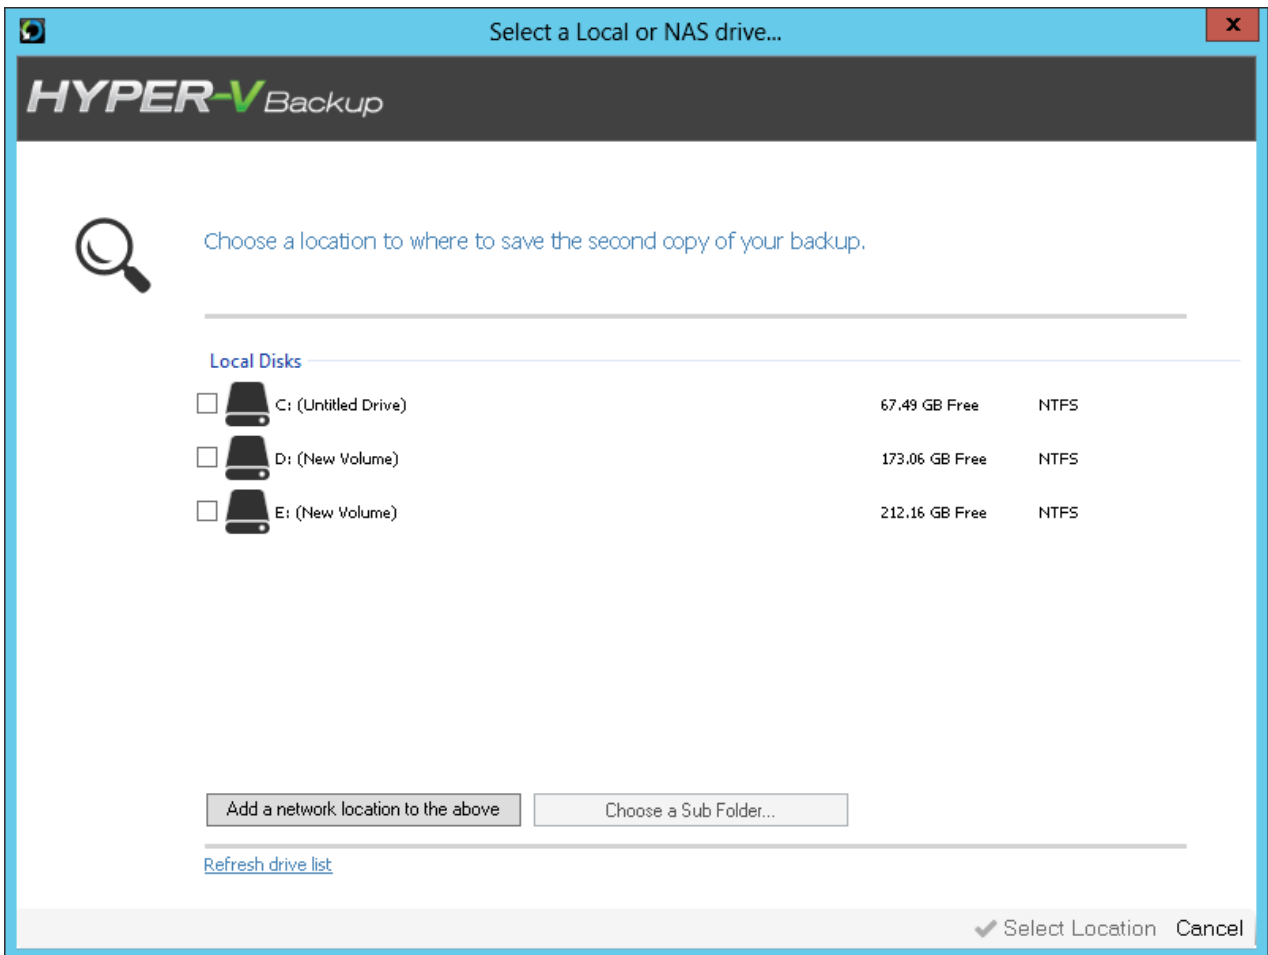 Select a Local or NAS drive...
X
HYPER-V Backup
Choose a location to where to save the second copy of your backup.
Local Disks
C: (Untitled Drive) 67.49 GB Free NTFS
D: (New Volume) 173.06 GB Free NTFS
E: (New Volume) 212.16 GB Free NTFS
Add a network location to the above Choose a Sub Folder...
Refresh drive list
Select Location Cancel